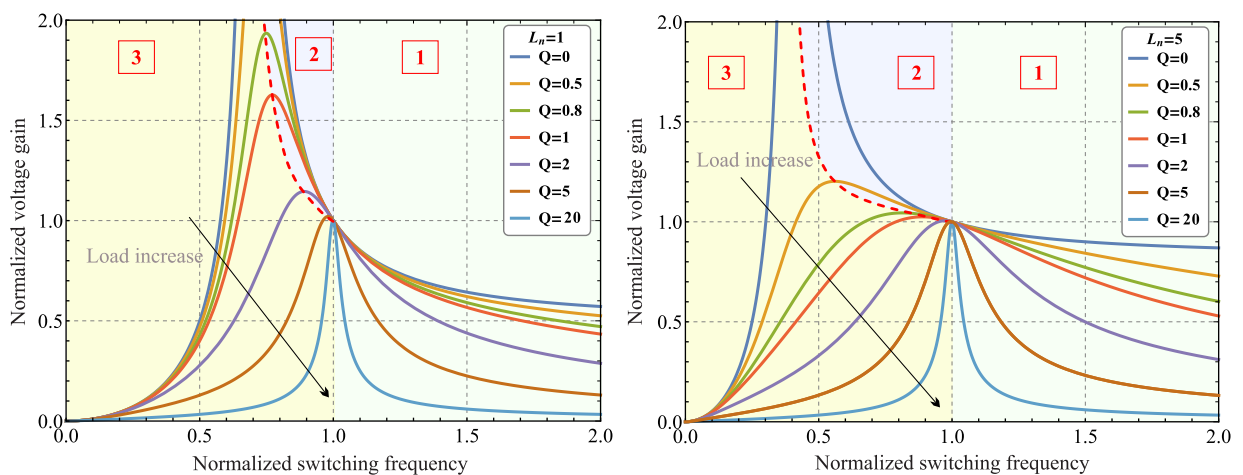 2.0
1.5
1.0
0.5
0.0
0.0
0.5
1.0
1.5
2.0
Normalized voltage gain
Normalized switching frequency
3
2
1
Load increase
Lₙ=1
Q=0
Q=0.5
Q=0.8
Q=1
Q=2
Q=5
Q=20
2.0
1.5
1.0
0.5
0.0
0.0
0.5
1.0
1.5
2.0
Normalized voltage gain
Normalized switching frequency
3
2
1
Load increase
Lₙ=5
Q=0
Q=0.5
Q=0.8
Q=1
Q=2
Q=5
Q=20